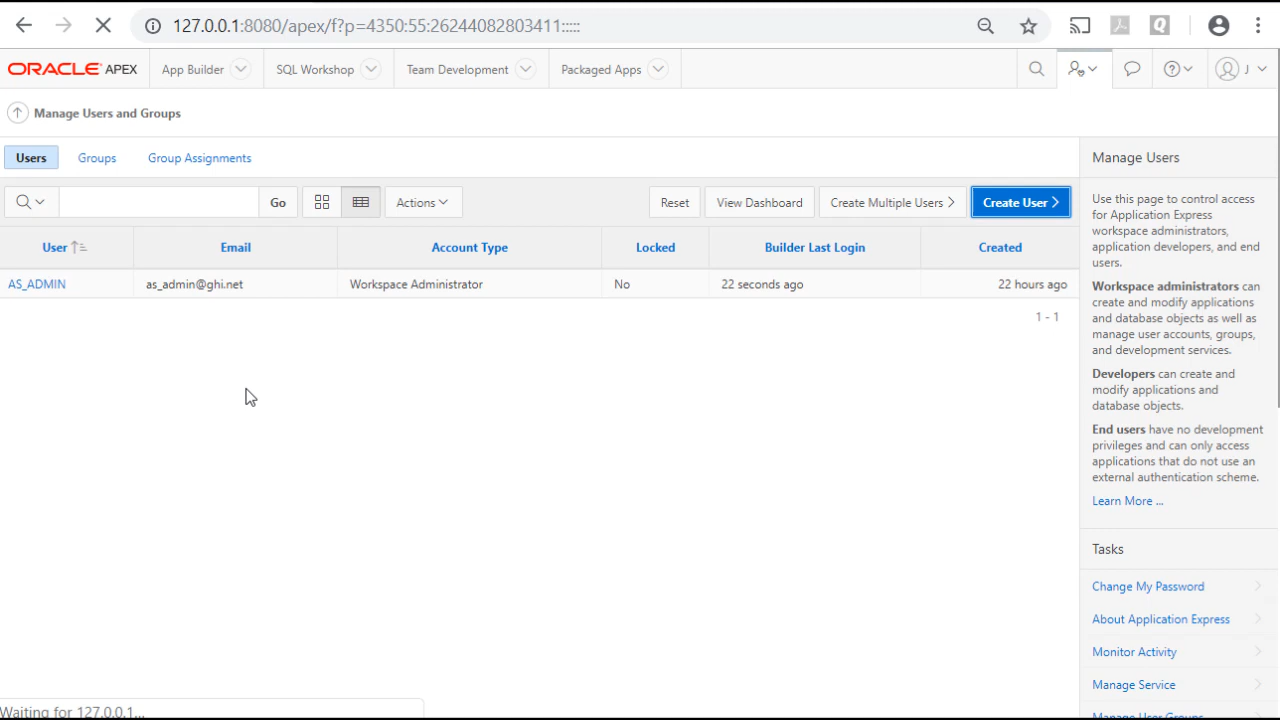 127.0.0.1:8080/apex/f?p=4350:55:26244082803411:::::
ORACLE APEX App Builder SQL Workshop Team Development Packaged Apps J
Manage Users and Groups
Users Groups Group Assignments
Go Actions Reset View Dashboard Create Multiple Users Create User
User Email Account Type Locked Builder Last Login Created
AS_ADMIN as_admin@ghi.net Workspace Administrator No 22 seconds ago 22 hours ago
1 - 1
Manage Users
Use this page to control access
for Application Express
workspace administrators,
application developers, and end
users.
Workspace administrators can
create and modify applications
and database objects as well as
manage user accounts, groups,
and development services.
Developers can create and
modify applications and
database objects.
End users have no development
privileges and can only access
applications that do not use an
external authentication scheme.
Learn More ...
Tasks
Change My Password
About Application Express
Monitor Activity
Manage Service
Manage User Groups
Waiting for 127.0.0.1...